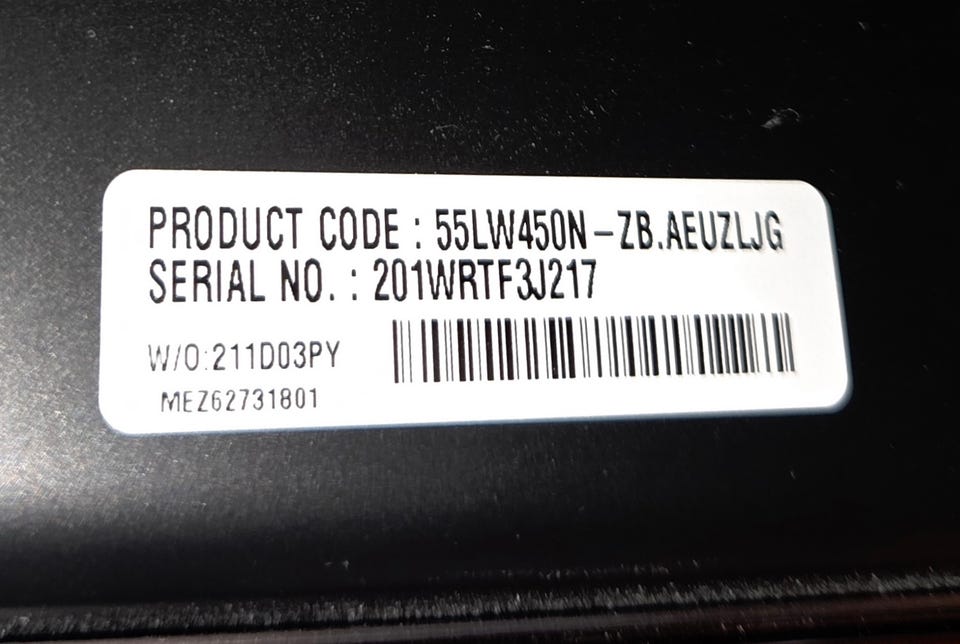 PRODUCT CODE : 55LW450N-ZB.AEUZLJG
SERIAL NO. : 201WRTF3J217
W/O:211D03PY
MEZ62731801